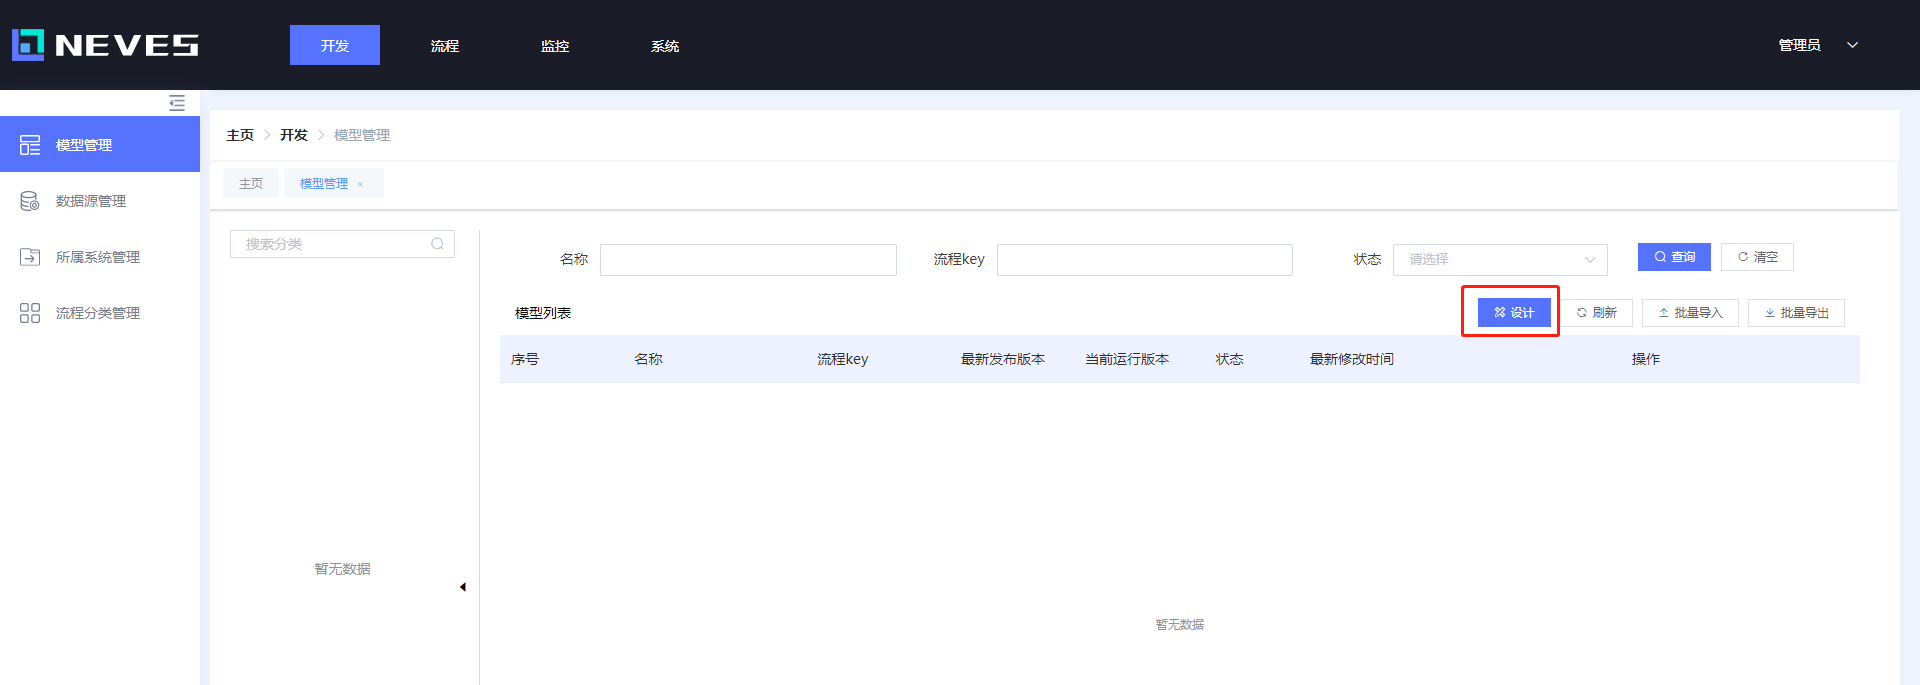 NEVES
开发 流程 监控 系统
管理员
模型管理
数据源管理
所属系统管理
流程分类管理
主页 > 开发 > 模型管理
主页 模型管理 ×
搜索分类
暂无数据
名称 流程key 状态 请选择 查询 清空
模型列表 设计 刷新 批量导入 批量导出
序号 名称 流程key 最新发布版本 当前运行版本 状态 最新修改时间 操作
暂无数据